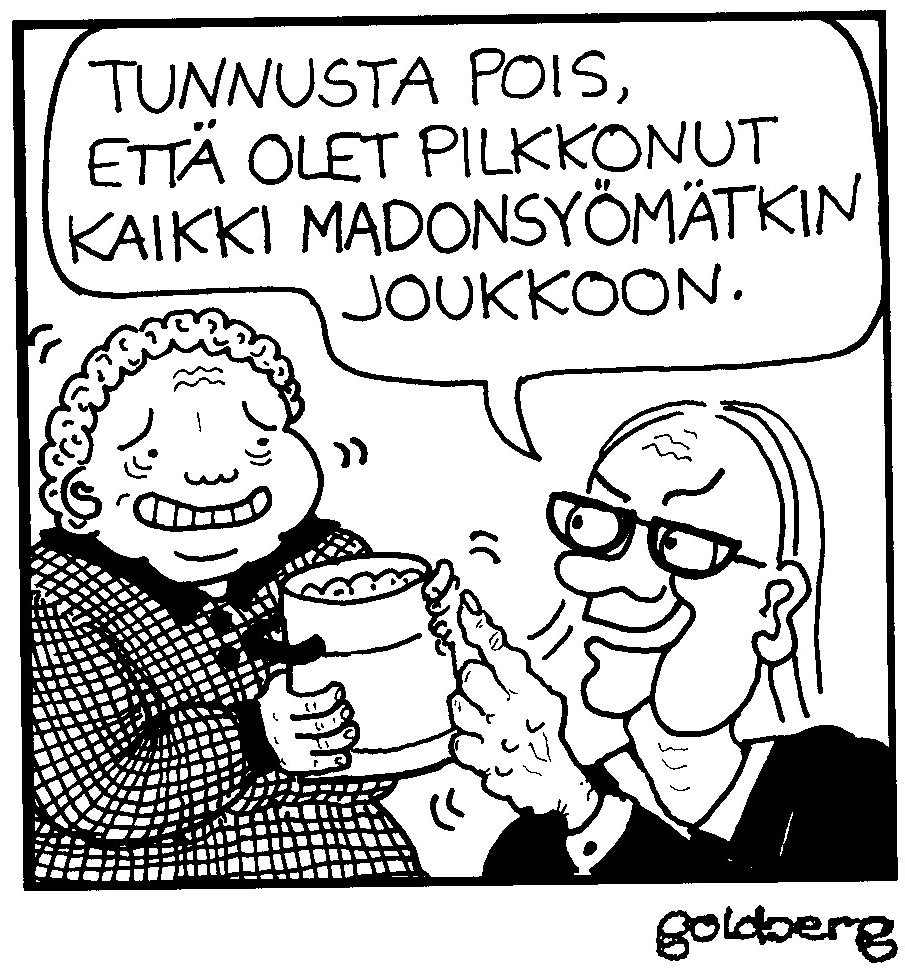 TUNNUSTA POIS,
ETTÄ OLET PILKKONUT
KAIKKI MADONSYÖMÄTKIN
JOUKKOON.
goldberg